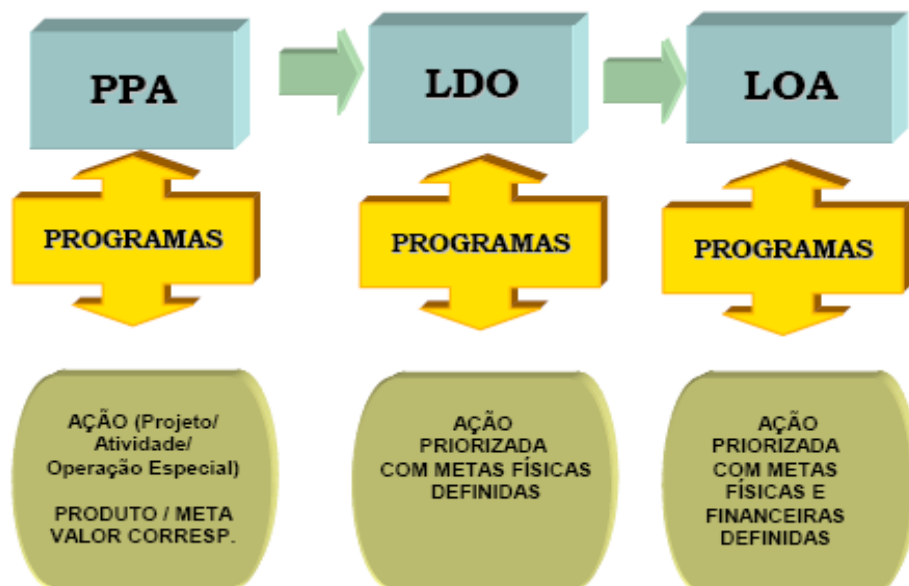 PPA
LDO
LOA
PROGRAMAS
PROGRAMAS
PROGRAMAS
AÇÃO (Projeto/
Atividade/
Operação Especial)
PRODUTO / META
VALOR CORRESP.
AÇÃO
PRIORIZADA
COM METAS FÍSICAS
DEFINIDAS
AÇÃO
PRIORIZADA
COM METAS
FÍSICAS E
FINANCEIRAS
DEFINIDAS